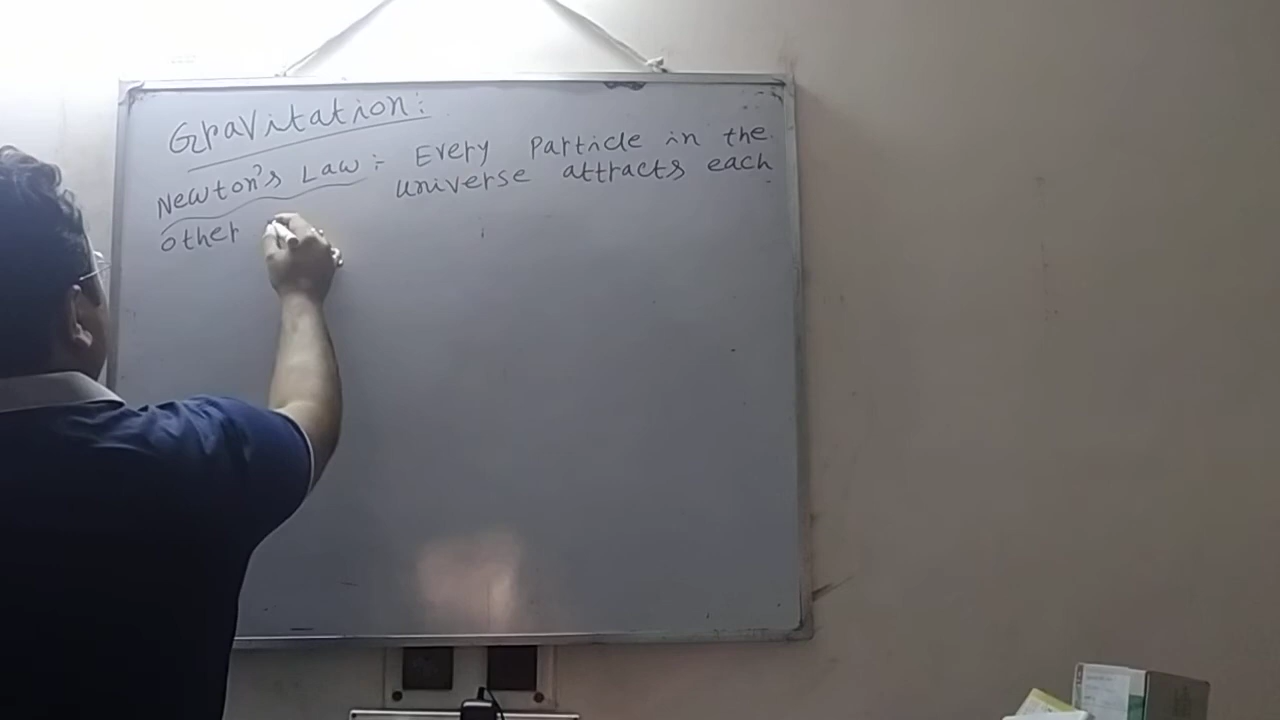 Gravitation:
Newton's Law :- Every Particle in the
universe attracts each
other